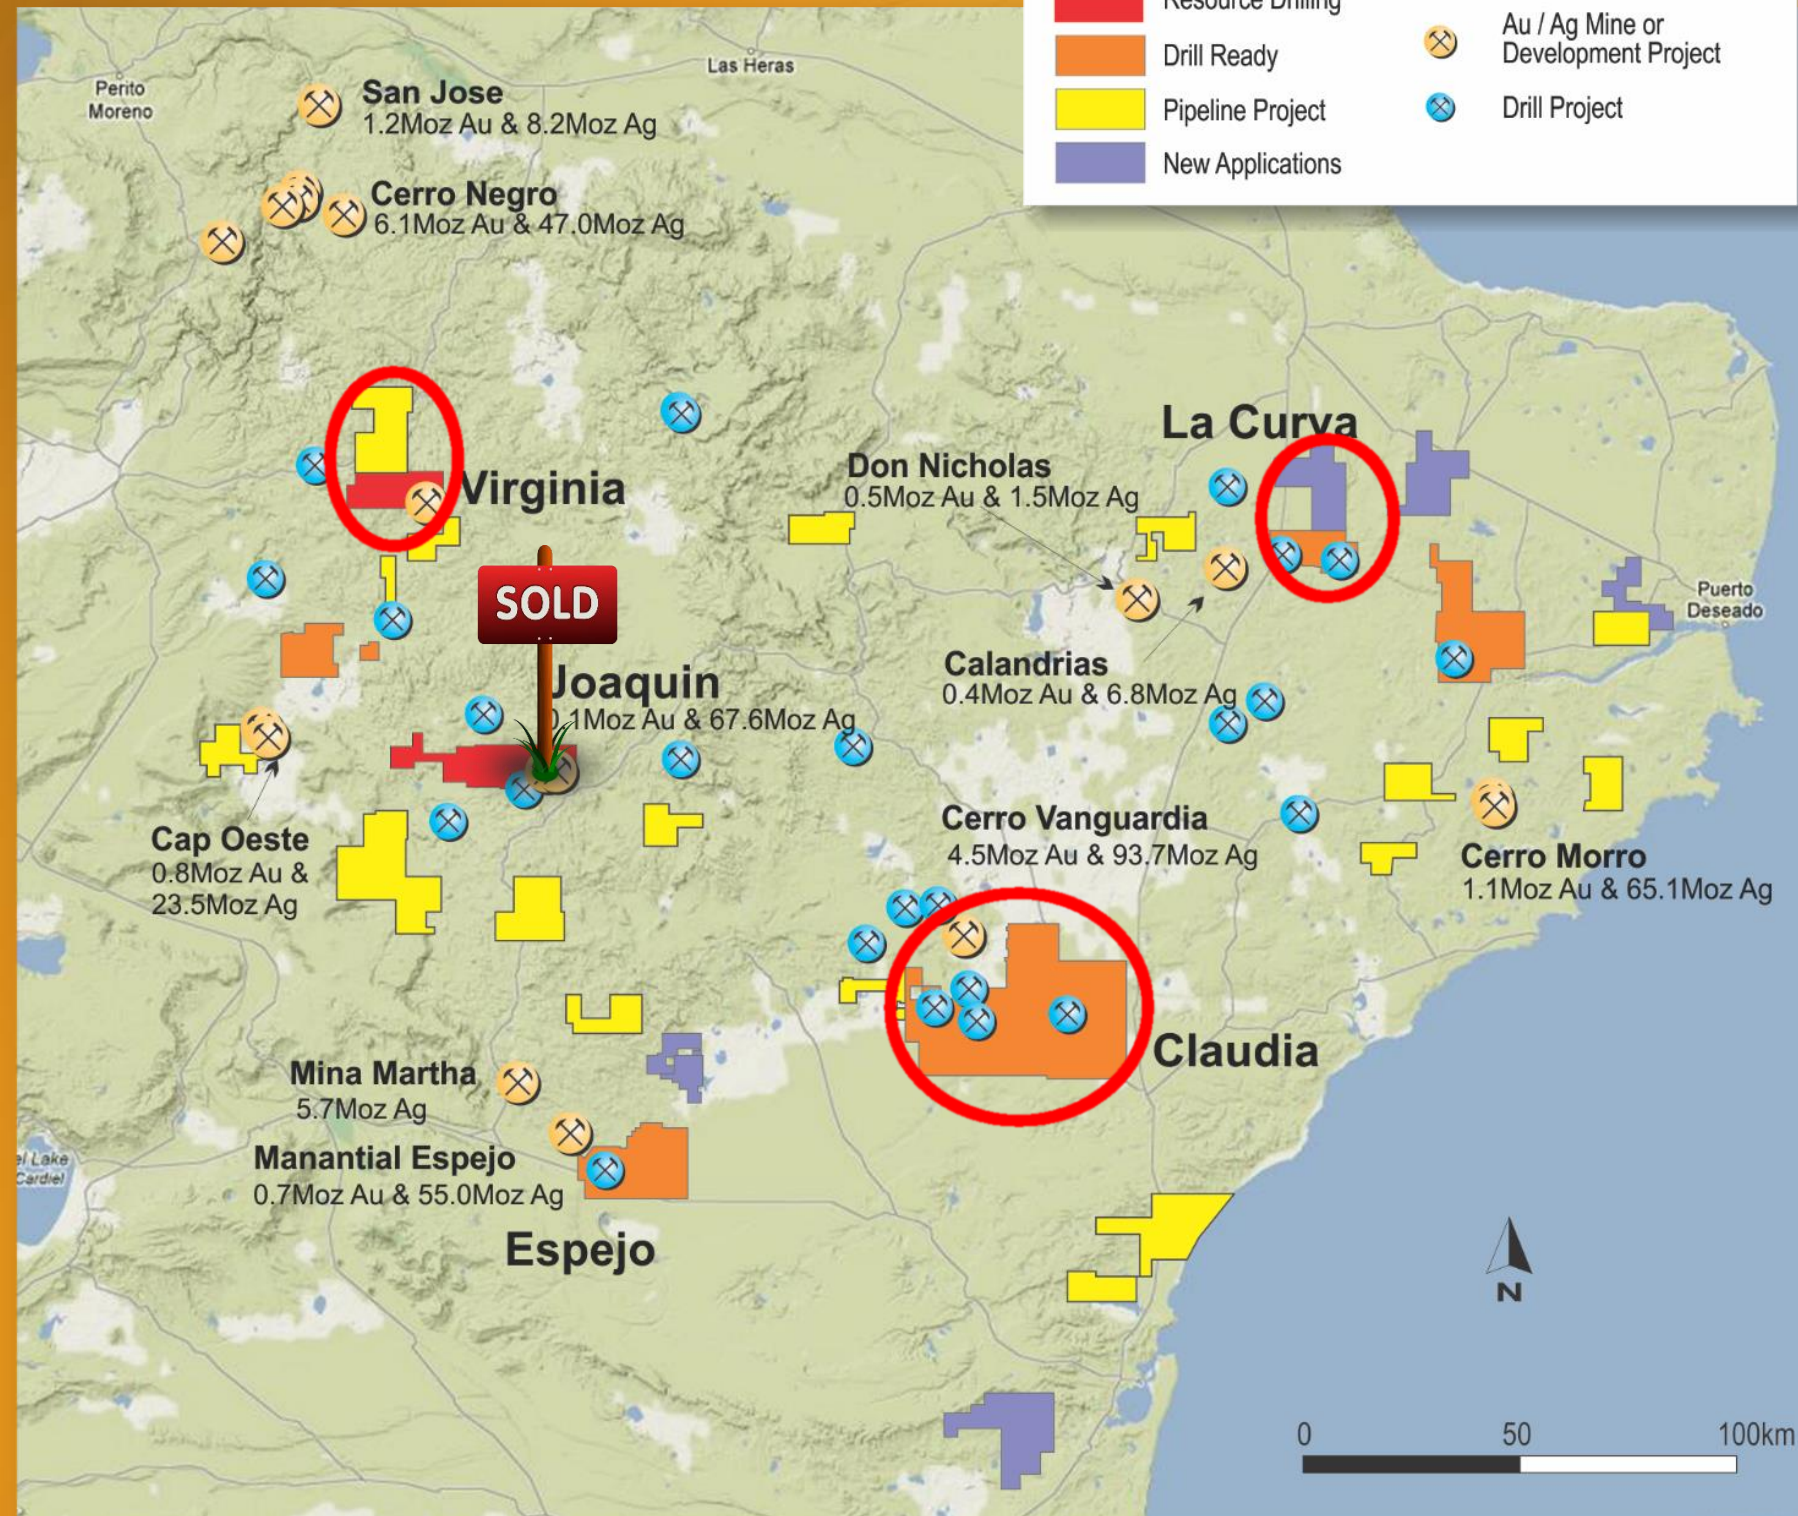 Resource Drilling
Drill Ready
Pipeline Project
New Applications
Au / Ag Mine or
Development Project
Drill Project
Perito
Moreno
Las Heras
San Jose
1.2Moz Au & 8.2Moz Ag
Cerro Negro
6.1Moz Au & 47.0Moz Ag
La Curva
Don Nicholas
0.5Moz Au & 1.5Moz Ag
Virginia
SOLD
Puerto
Deseado
Calandrias
0.4Moz Au & 6.8Moz Ag
Joaquin
0.1Moz Au & 67.6Moz Ag
Cap Oeste
0.8Moz Au &
23.5Moz Ag
Cerro Vanguardia
4.5Moz Au & 93.7Moz Ag
Cerro Morro
1.1Moz Au & 65.1Moz Ag
Claudia
Mina Martha
5.7Moz Ag
Manantial Espejo
0.7Moz Au & 55.0Moz Ag
el Lake
Cardiel
Espejo
N
0 50 100km